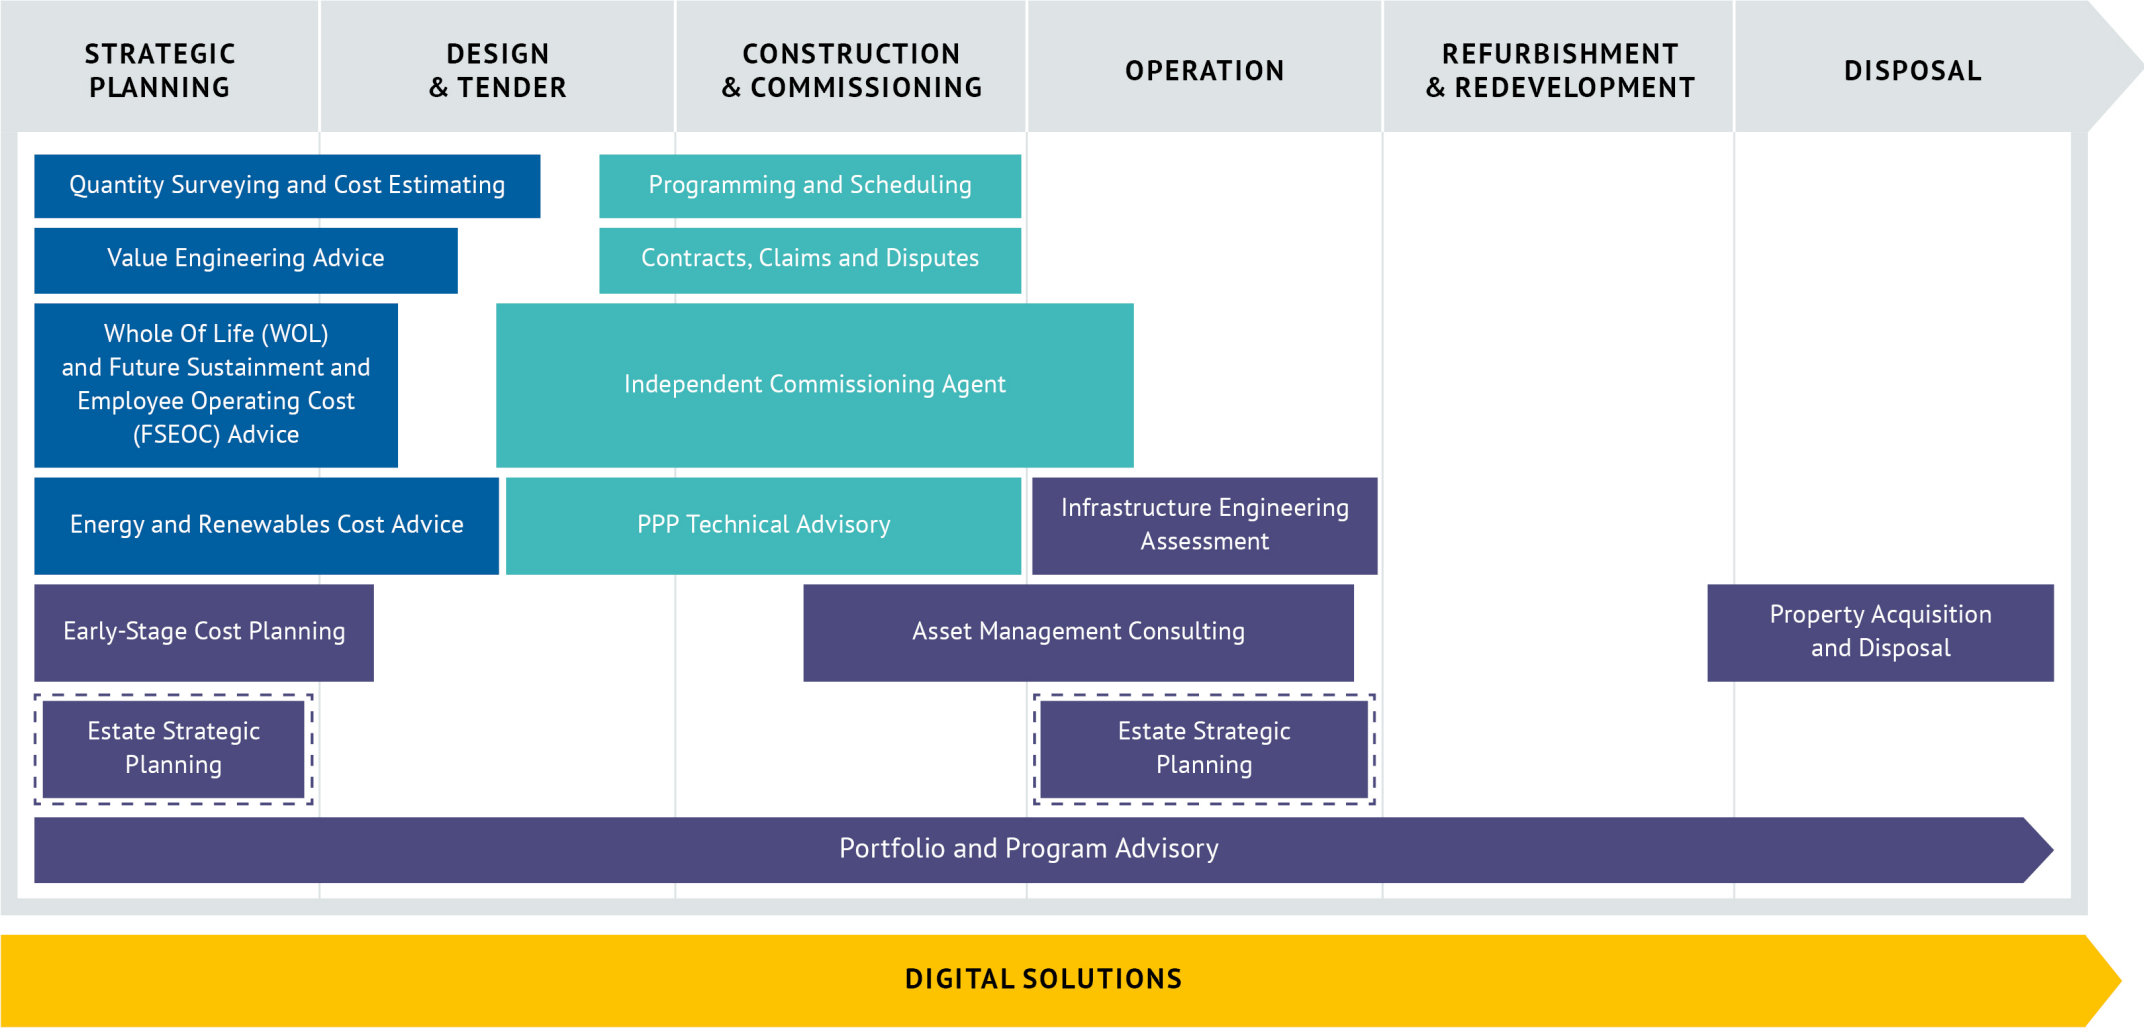 STRATEGIC
PLANNING
DESIGN
& TENDER
CONSTRUCTION
& COMMISSIONING
OPERATION
REFURBISHMENT
& REDEVELOPMENT
DISPOSAL
Quantity Surveying and Cost Estimating
Programming and Scheduling
Value Engineering Advice
Contracts, Claims and Disputes
Whole Of Life (WOL)
and Future Sustainment and
Employee Operating Cost
(FSEOC) Advice
Independent Commissioning Agent
Energy and Renewables Cost Advice
PPP Technical Advisory
Infrastructure Engineering
Assessment
Early-Stage Cost Planning
Asset Management Consulting
Property Acquisition
and Disposal
Estate Strategic
Planning
Estate Strategic
Planning
Portfolio and Program Advisory
DIGITAL SOLUTIONS